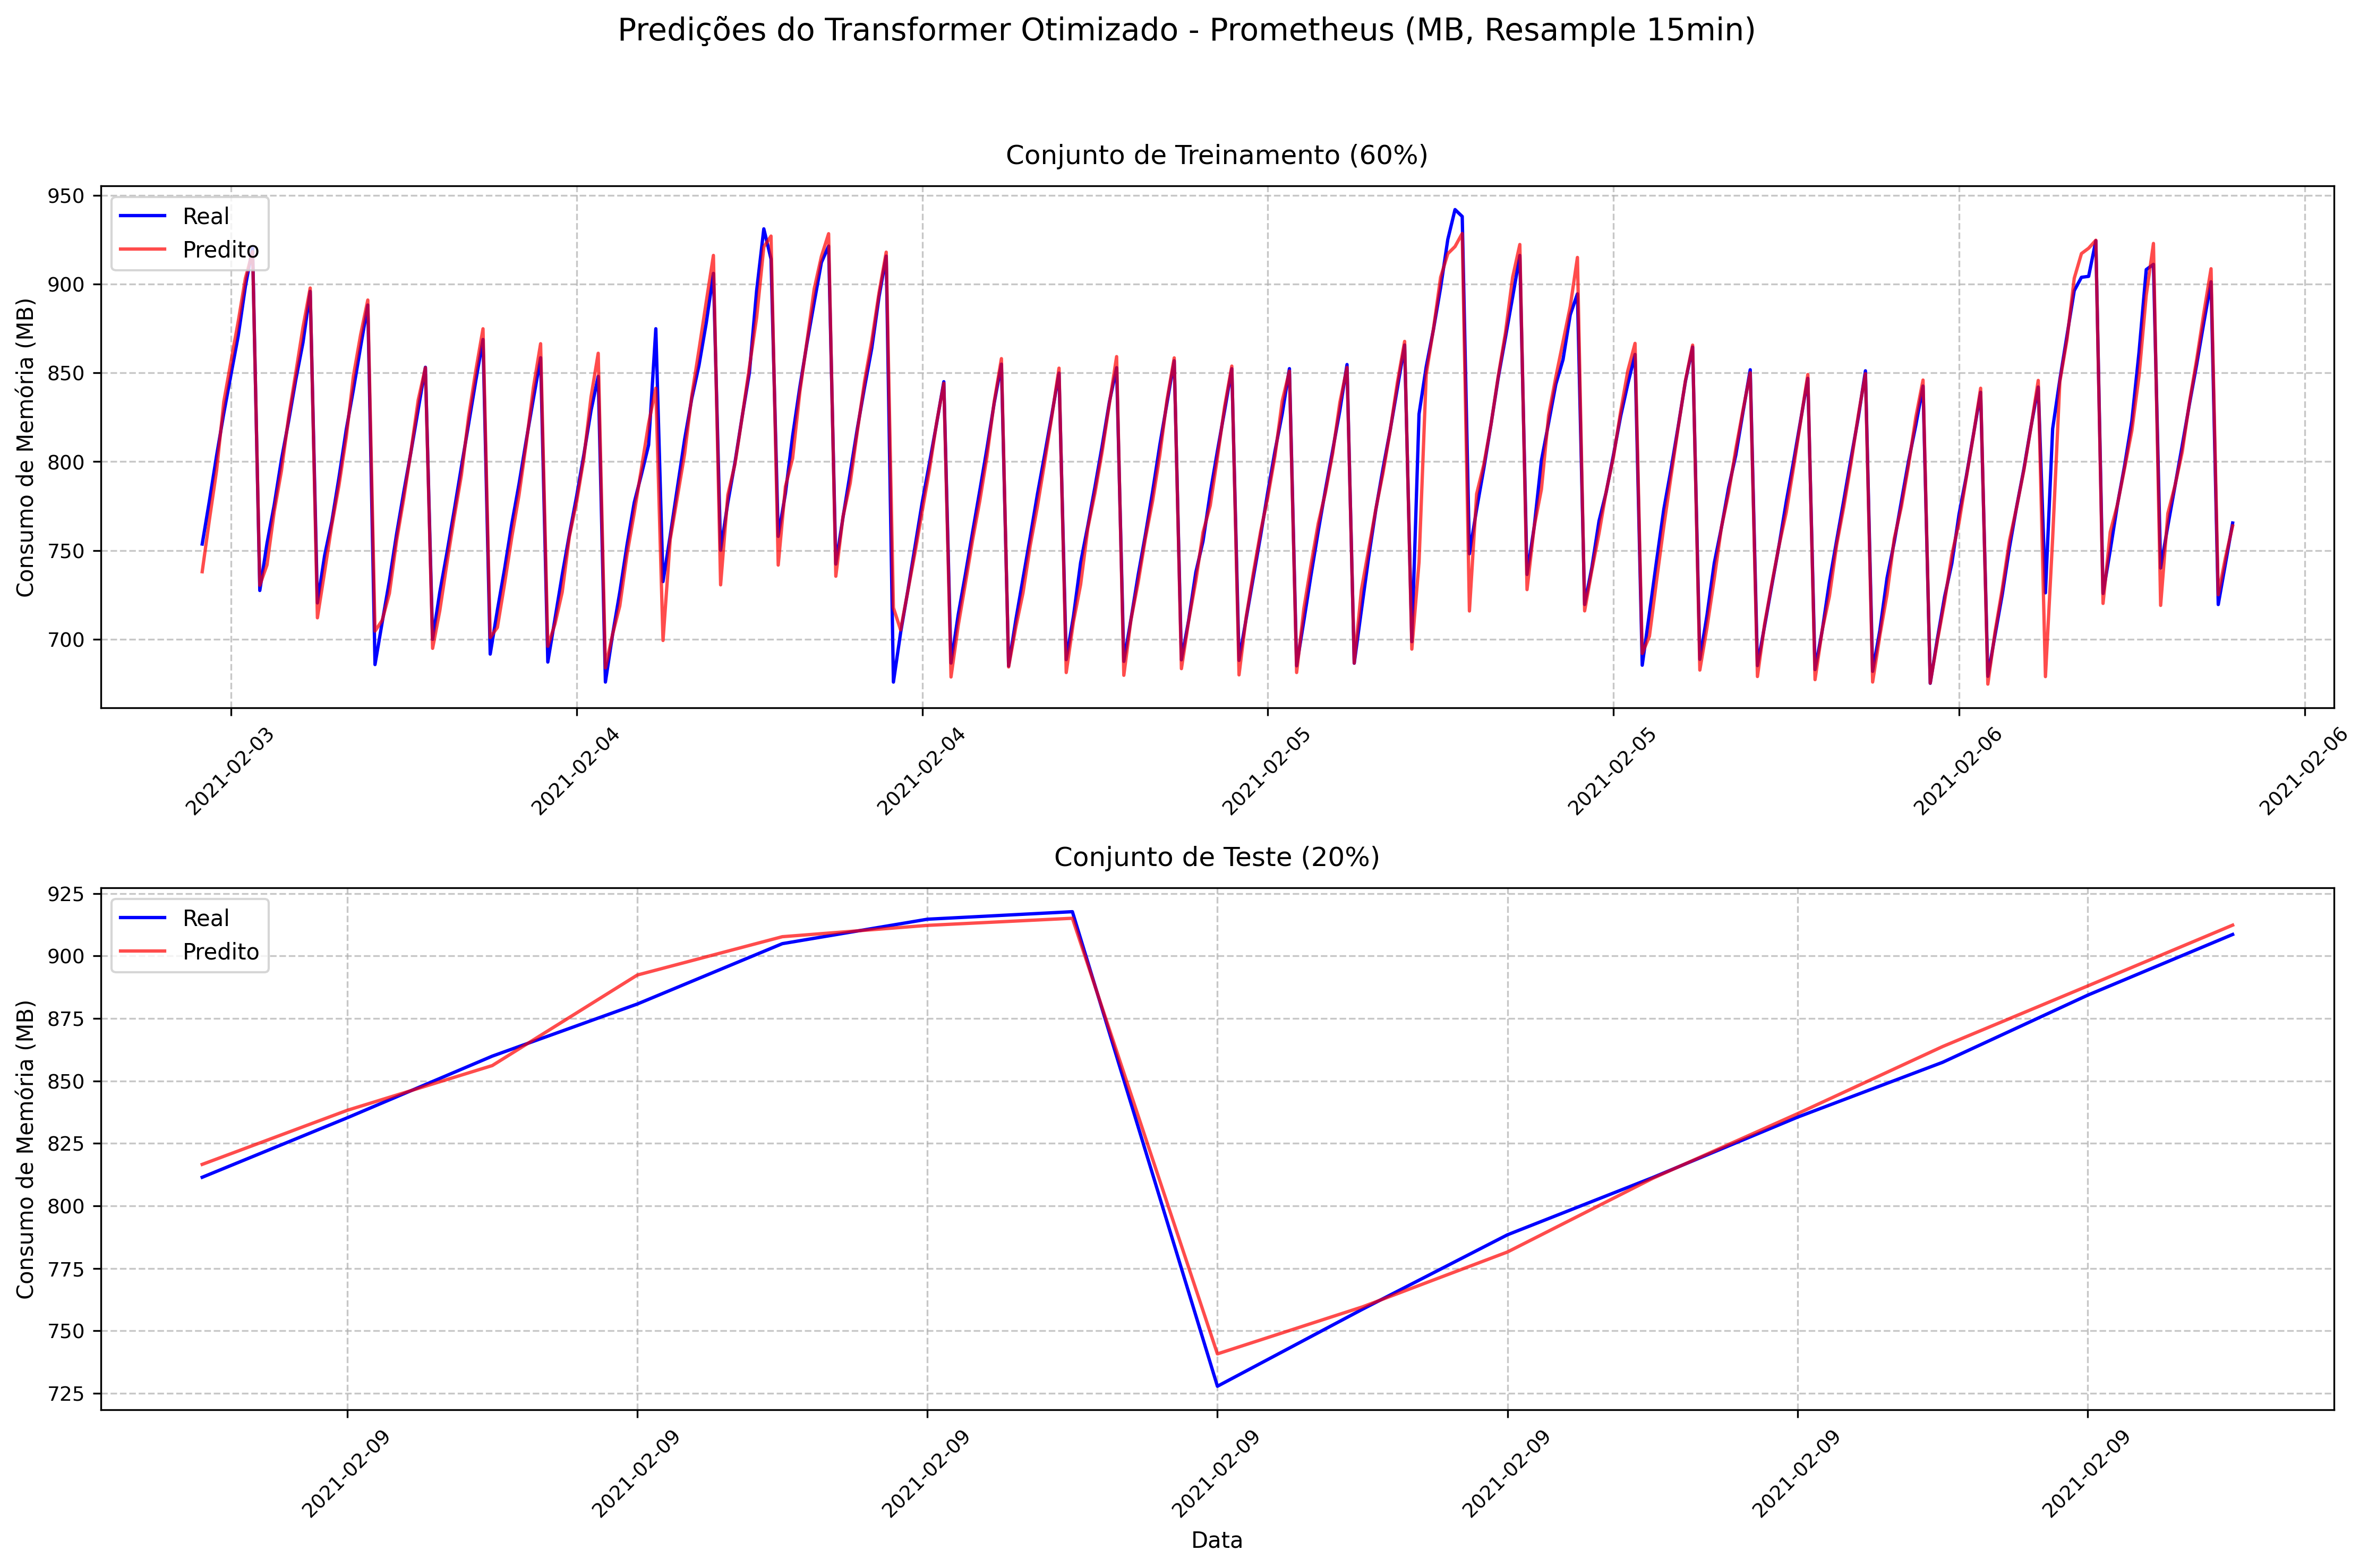 Predições do Transformer Otimizado - Prometheus (MB, Resample 15min)
Conjunto de Treinamento (60%)
Consumo de Memória (MB)
950
900
850
800
750
700
Real
Predito
2021-02-03
2021-02-04
2021-02-04
2021-02-05
2021-02-05
2021-02-06
2021-02-06
Conjunto de Teste (20%)
Consumo de Memória (MB)
925
900
875
850
825
800
775
750
725
Real
Predito
2021-02-09
2021-02-09
2021-02-09
2021-02-09
2021-02-09
2021-02-09
2021-02-09
Data